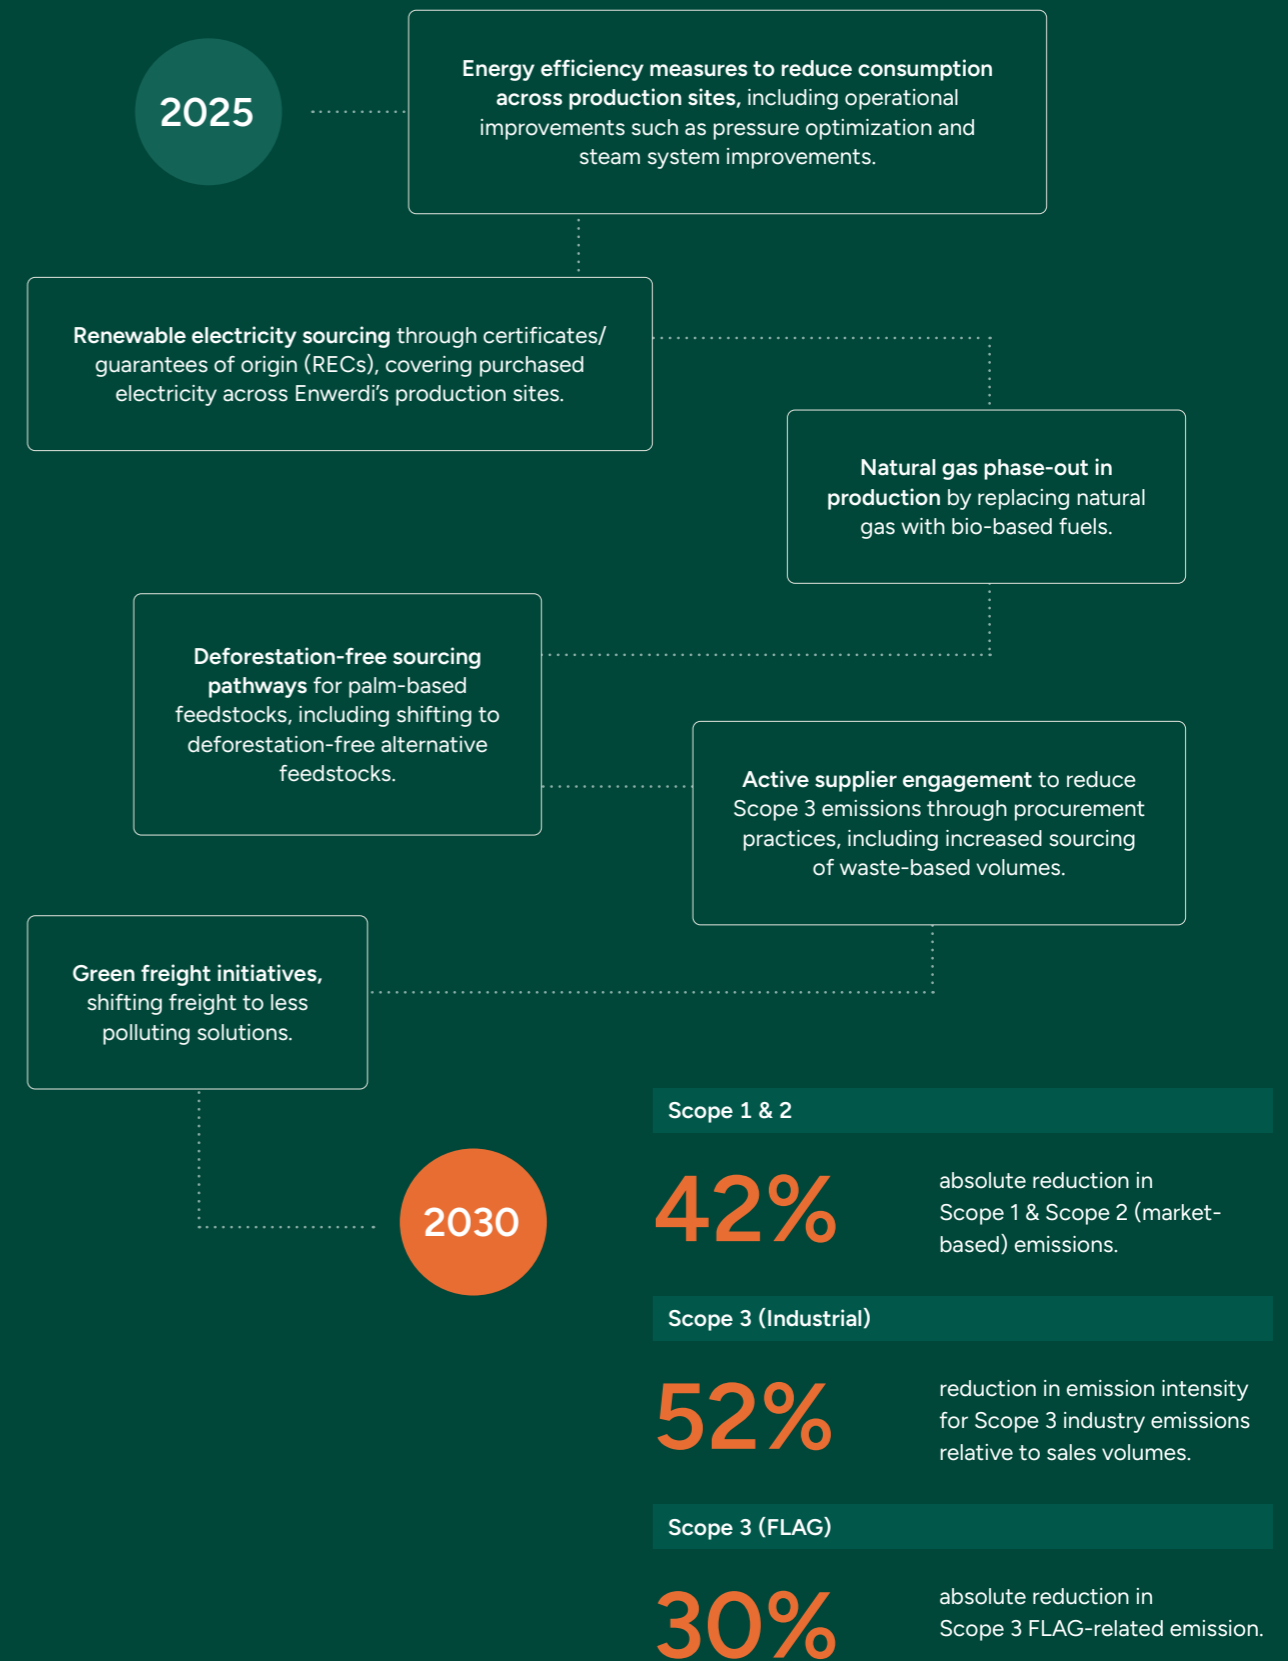 2025
Energy efficiency measures to reduce consumption
across production sites, including operational
improvements such as pressure optimization and
steam system improvements.
Renewable electricity sourcing through certificates/
guarantees of origin (RECs), covering purchased
electricity across Enwerdi’s production sites.
Natural gas phase-out in
production by replacing natural
gas with bio-based fuels.
Deforestation-free sourcing
pathways for palm-based
feedstocks, including shifting to
deforestation-free alternative
feedstocks.
Active supplier engagement to reduce
Scope 3 emissions through procurement
practices, including increased sourcing
of waste-based volumes.
Green freight initiatives,
shifting freight to less
polluting solutions.
2030
Scope 1 & 2
42%
absolute reduction in
Scope 1 & Scope 2 (market-
based) emissions.
Scope 3 (Industrial)
52%
reduction in emission intensity
for Scope 3 industry emissions
relative to sales volumes.
Scope 3 (FLAG)
30%
absolute reduction in
Scope 3 FLAG-related emission.